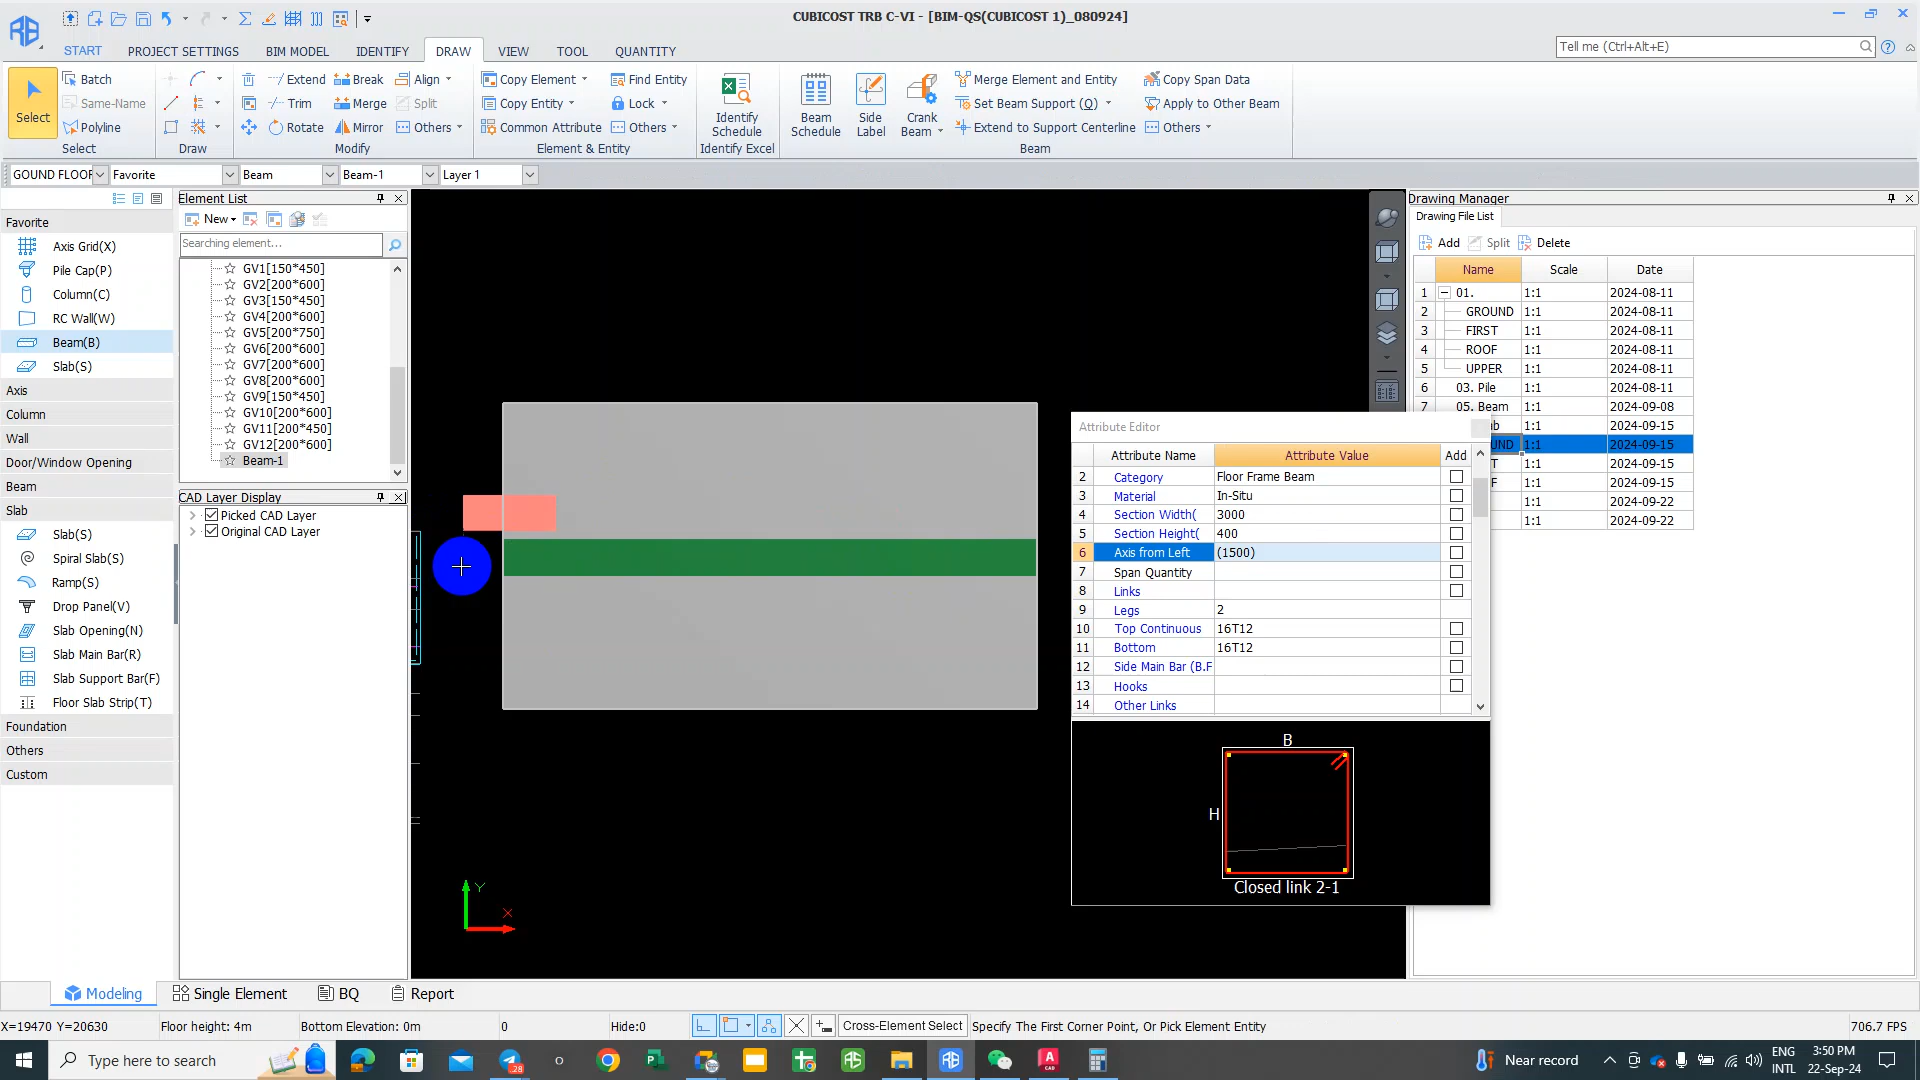 CUBICOST TRB C-VI - [BIM-QS(CUBICOST 1)_080924]
START PROJECT SETTINGS BIM MODEL IDENTIFY DRAW VIEW TOOL QUANTITY
Tell me (Ctrl+Alt+E)
Select
Batch
Same-Name
Polyline
Select
Draw
Extend Break Align
Trim Merge Split
Rotate Mirror Others
Modify
Copy Element Find Entity
Copy Entity Lock
Common Attribute Others
Element & Entity
Identify Schedule
Identify Excel
Beam Schedule
Side Label
Crank Beam
Merge Element and Entity Copy Span Data
Set Beam Support (Q) Apply to Other Beam
Extend to Support Centerline Others
Beam
GOUND FLOOR Favorite Beam Beam-1 Layer 1
Favorite
Axis Grid(X)
Pile Cap(P)
Column(C)
RC Wall(W)
Beam(B)
Slab(S)
Axis
Column
Wall
Door/Window Opening
Beam
Slab
Slab(S)
Spiral Slab(S)
Ramp(S)
Drop Panel(V)
Slab Opening(N)
Slab Main Bar(R)
Slab Support Bar(F)
Floor Slab Strip(T)
Foundation
Others
Custom
Element List
New
Searching element...
GV1[150*450]
GV2[200*600]
GV3[150*450]
GV4[200*600]
GV5[200*750]
GV6[200*600]
GV7[200*600]
GV8[200*600]
GV9[150*450]
GV10[200*600]
GV11[200*450]
GV12[200*600]
Beam-1
CAD Layer Display
Picked CAD Layer
Original CAD Layer
Y
X
Attribute Editor
Attribute Name Attribute Value Add
2 Category Floor Frame Beam
3 Material In-Situ
4 Section Width( 3000
5 Section Height( 400
6 Axis from Left (1500)
7 Span Quantity
8 Links
9 Legs 2
10 Top Continuous 16T12
11 Bottom 16T12
12 Side Main Bar (B.F
13 Hooks
14 Other Links
B
H
Closed link 2-1
Drawing Manager
Drawing File List
Add Split Delete
Name Scale Date
1 01. 1:1 2024-08-11
2 GROUND 1:1 2024-08-11
3 FIRST 1:1 2024-08-11
4 ROOF 1:1 2024-08-11
5 UPPER 1:1 2024-08-11
6 03. Pile 1:1 2024-08-11
7 05. Beam 1:1 2024-09-08
1:1 2024-09-15
1:1 2024-09-15
1:1 2024-09-15
1:1 2024-09-15
1:1 2024-09-22
1:1 2024-09-22
Modeling Single Element BQ Report
X=19470 Y=20630 Floor height: 4m Bottom Elevation: 0m 0 Hide:0 Cross-Element Select Specify The First Corner Point, Or Pick Element Entity 706.7 FPS
Type here to search
28
Near record
ENG
INTL
3:50 PM
22-Sep-24